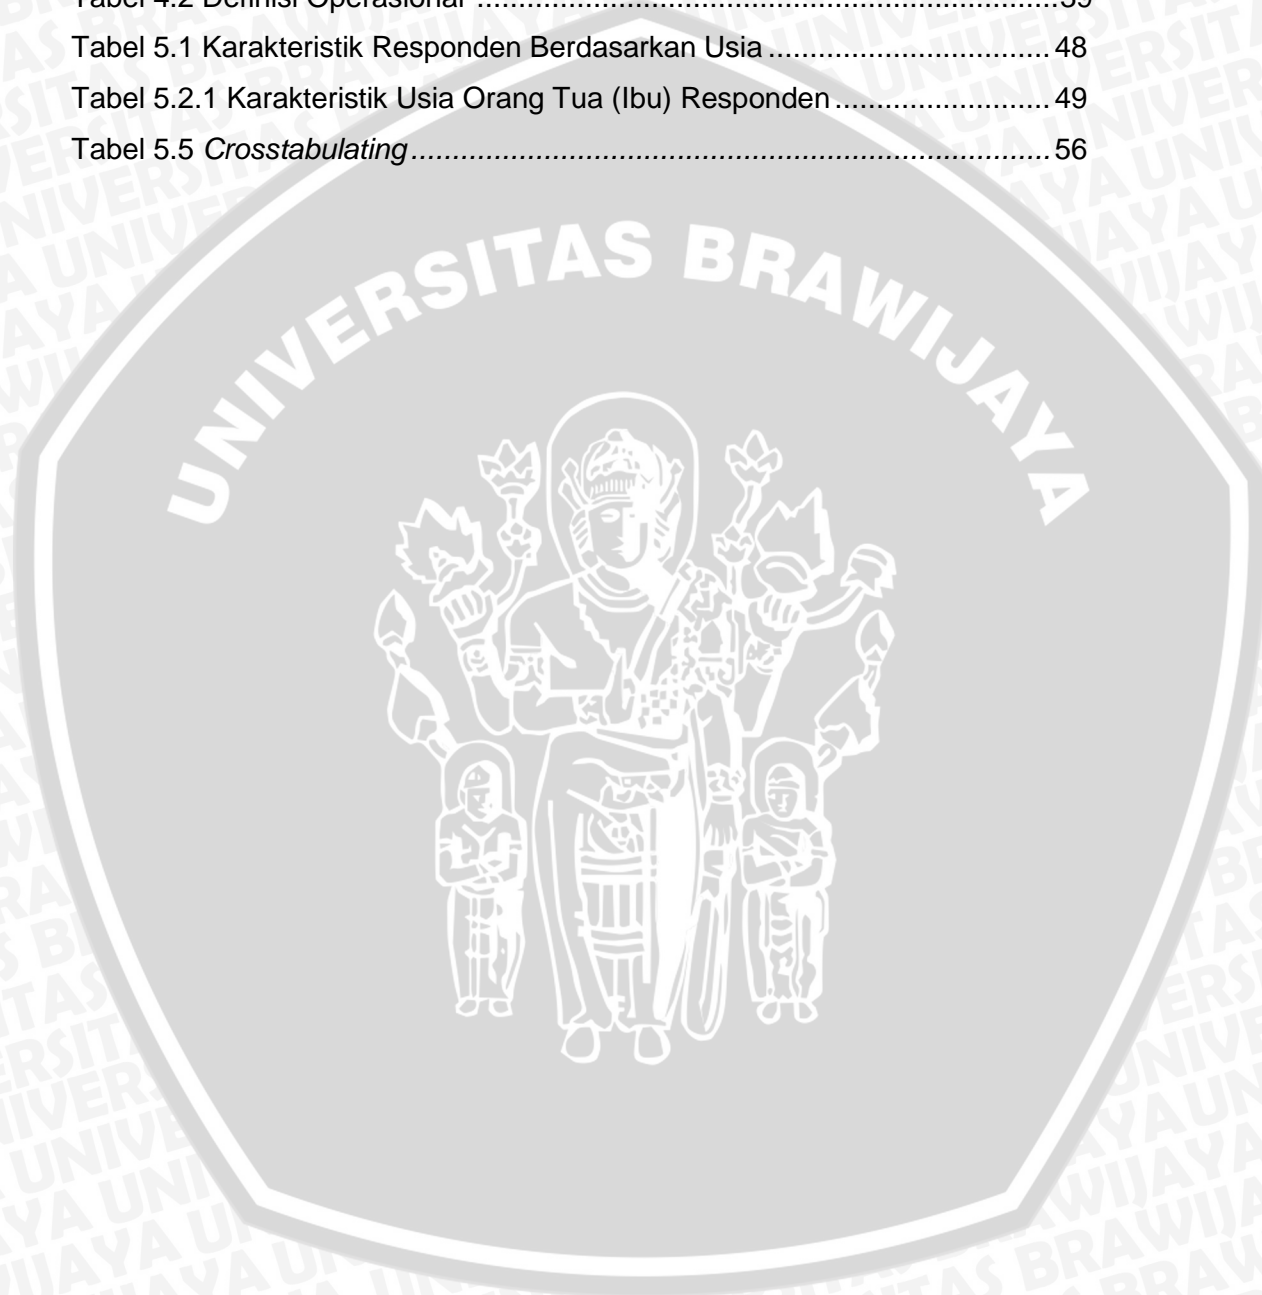 Tabel 4.2 Definisi Operasional ......................................................................39
Tabel 5.1 Karakteristik Responden Berdasarkan Usia .................................. 48
Tabel 5.2.1 Karakteristik Usia Orang Tua (Ibu) Responden .......................... 49
Tabel 5.5 Crosstabulating ............................................................................. 56
UNIVERSITAS BRAWIJAYA